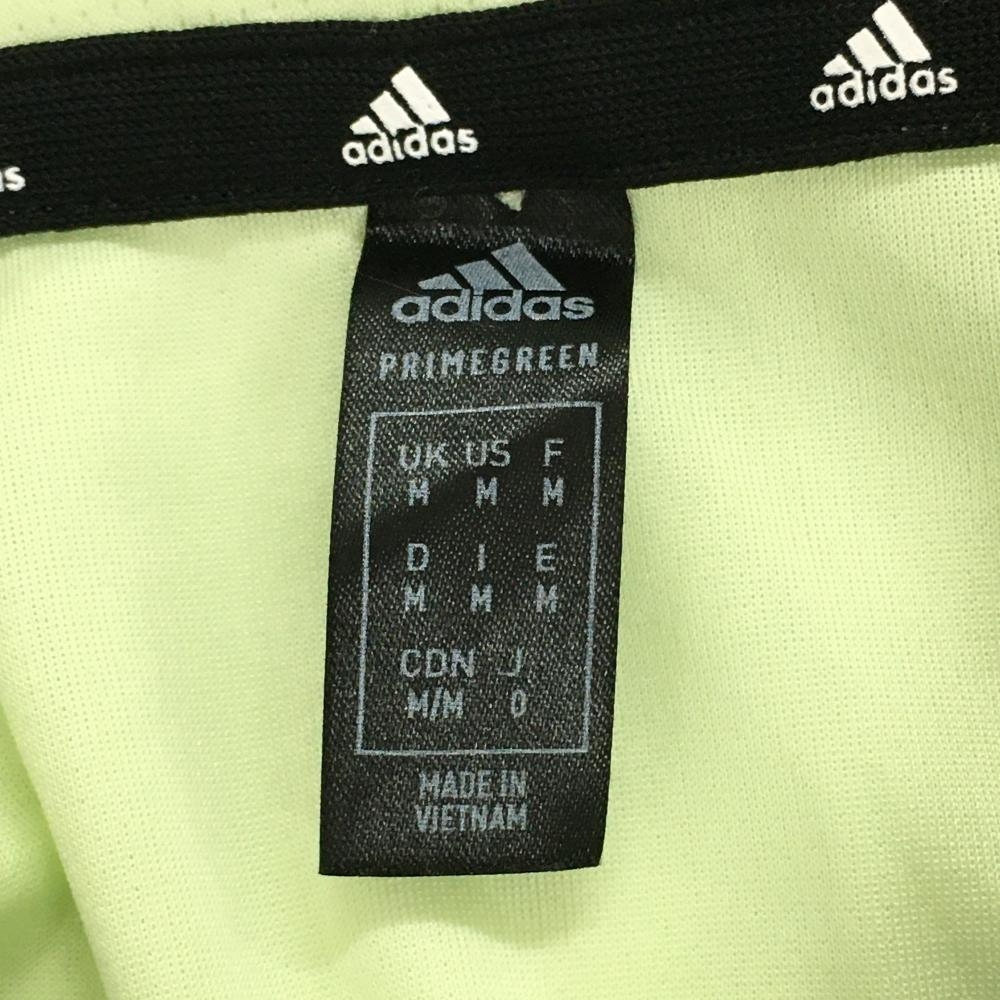 adidas
adidas
as
adidas
PRIMEGREEN
UK US F
M M M
D I E
M M M
CDN J
M/M O
MADE IN
VIETNAM